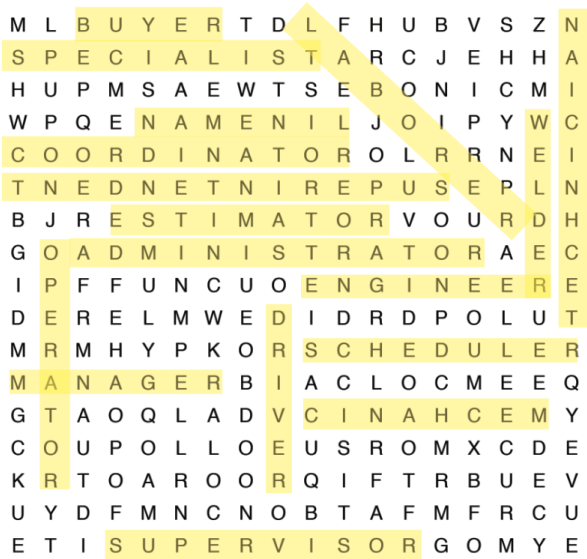 M L B U Y E R T D L F H U B V S Z N
S P E C I A L I S T A R C J E H H A
H U P M S A E W T S E B O N I C M I
W P Q E N A M E N I L J O I P Y W C
C O O R D I N A T O R O L R R N E I
T N E D N E T N I R E P U S E P L N
B J R E S T I M A T O R V O U R D H
G O A D M I N I S T R A T O R A E C
I P F F U N C U O E N G I N E E R E
D E R E L M W E D I D R D P O L U T
M R M H Y P K O R S C H E D U L E R
M A N A G E R B I A C L O C M E E Q
G T A O Q L A D V C I N A H C E M Y
C O U P O L L O E U S R O M X C D E
K R T O A R O O R Q I F T R B U E V
U Y D F M N C N O B T A F M F R C U
E T I S U P E R V I S O R G O M Y E